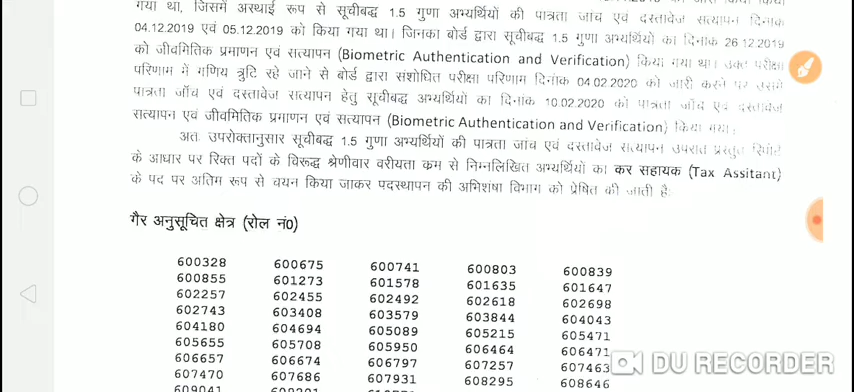 गया था, जिसमें अस्थाई रूप से सूचीबद्ध 1.5 गुणा अभ्यर्थियों की पात्रता जांच एवं दस्तावेज सत्यापन दिनांक
04.12.2019 एवं 05.12.2019 को किया गया था। जिनका बोर्ड द्वारा सूचीबद्ध 1.5 गुणा अभ्यर्थियों का दिनांक 26.12.2019
को जीवमितिक प्रमाणन एवं सत्यापन (Biometric Authentication and Verification) किया गया था। उक्त परीक्षा
परिणाम में गणिय त्रुटि रहे जाने से बोर्ड द्वारा संशोधित परीक्षा परिणाम दिनांक 04.02.2020 को जारी करने पर उसमे
पात्रता जाँच एवं दस्तावेज सत्यापन हेतु सूचीबद्ध अभ्यर्थियों का दिनांक 10.02.2020 को पात्रता जाँच एवं दस्तावेज
सत्यापन एवं जीवमितिक प्रमाणन एवं सत्यापन (Biometric Authentication and Verification) किया गया।
अतः उपरोक्तानुसार सूचीबद्ध 1.5 गुणा अभ्यर्थियों की पात्रता जांच एवं दस्तावेज सत्यापन उपरांत प्रस्तुत रिपोर्ट
के आधार पर रिक्त पदों के विरूद्ध श्रेणीवार वरीयता क्रम से निम्नलिखित अभ्यर्थियों का कर सहायक (Tax Assitant)
के पद पर अंतिम रूप से चयन किया जाकर पदस्थापन की अभिशंषा विभाग को प्रेषित की जाती है:
गैर अनुसूचित क्षेत्र (रोल नं0)
600328 600675 600741 600803 600839
600855 601273 601578 601635 601647
602257 602455 602492 602618 602698
602743 603408 603579 603844 604043
604180 604694 605089 605215 605471
605655 605708 605950 606464 606471
606657 606674 606797 607257 607463
607470 607686 607931 608295 608646
609041
DU RECORDER